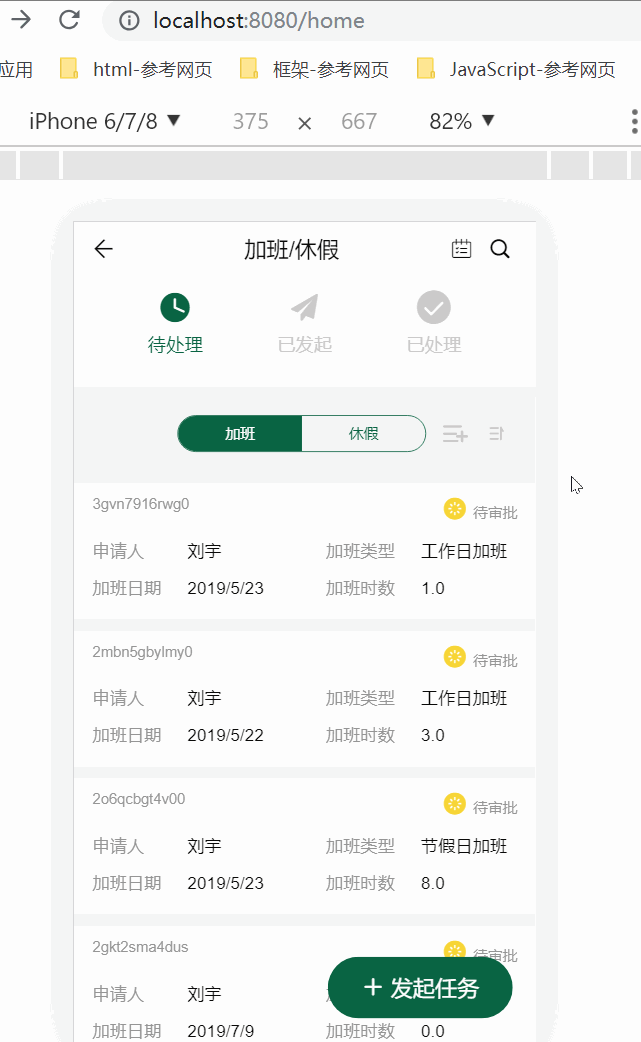 localhost:8080/home
应用 html-参考网页 框架-参考网页 JavaScript-参考网页
iPhone 6/7/8 ▼ 375 × 667 82% ▼
加班/休假
待处理 已发起 已处理
加班 休假
3gvn7916rwg0 待审批
申请人 刘宇 加班类型 工作日加班
加班日期 2019/5/23 加班时数 1.0
2mbn5gbylmy0 待审批
申请人 刘宇 加班类型 工作日加班
加班日期 2019/5/22 加班时数 3.0
2o6qcbgt4v00 待审批
申请人 刘宇 加班类型 节假日加班
加班日期 2019/5/23 加班时数 8.0
2gkt2sma4dus 待审批
申请人 刘宇
+ 发起任务
加班日期 2019/7/9 加班时数 0.0